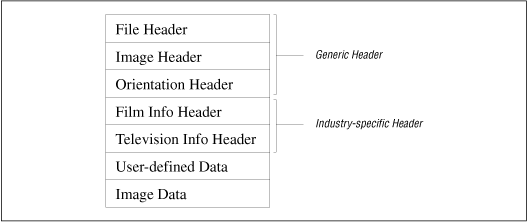 File Header
Image Header
Generic Header
Orientation Header
Film Info Header
Industry-specific Header
Television Info Header
User-defined Data
Image Data